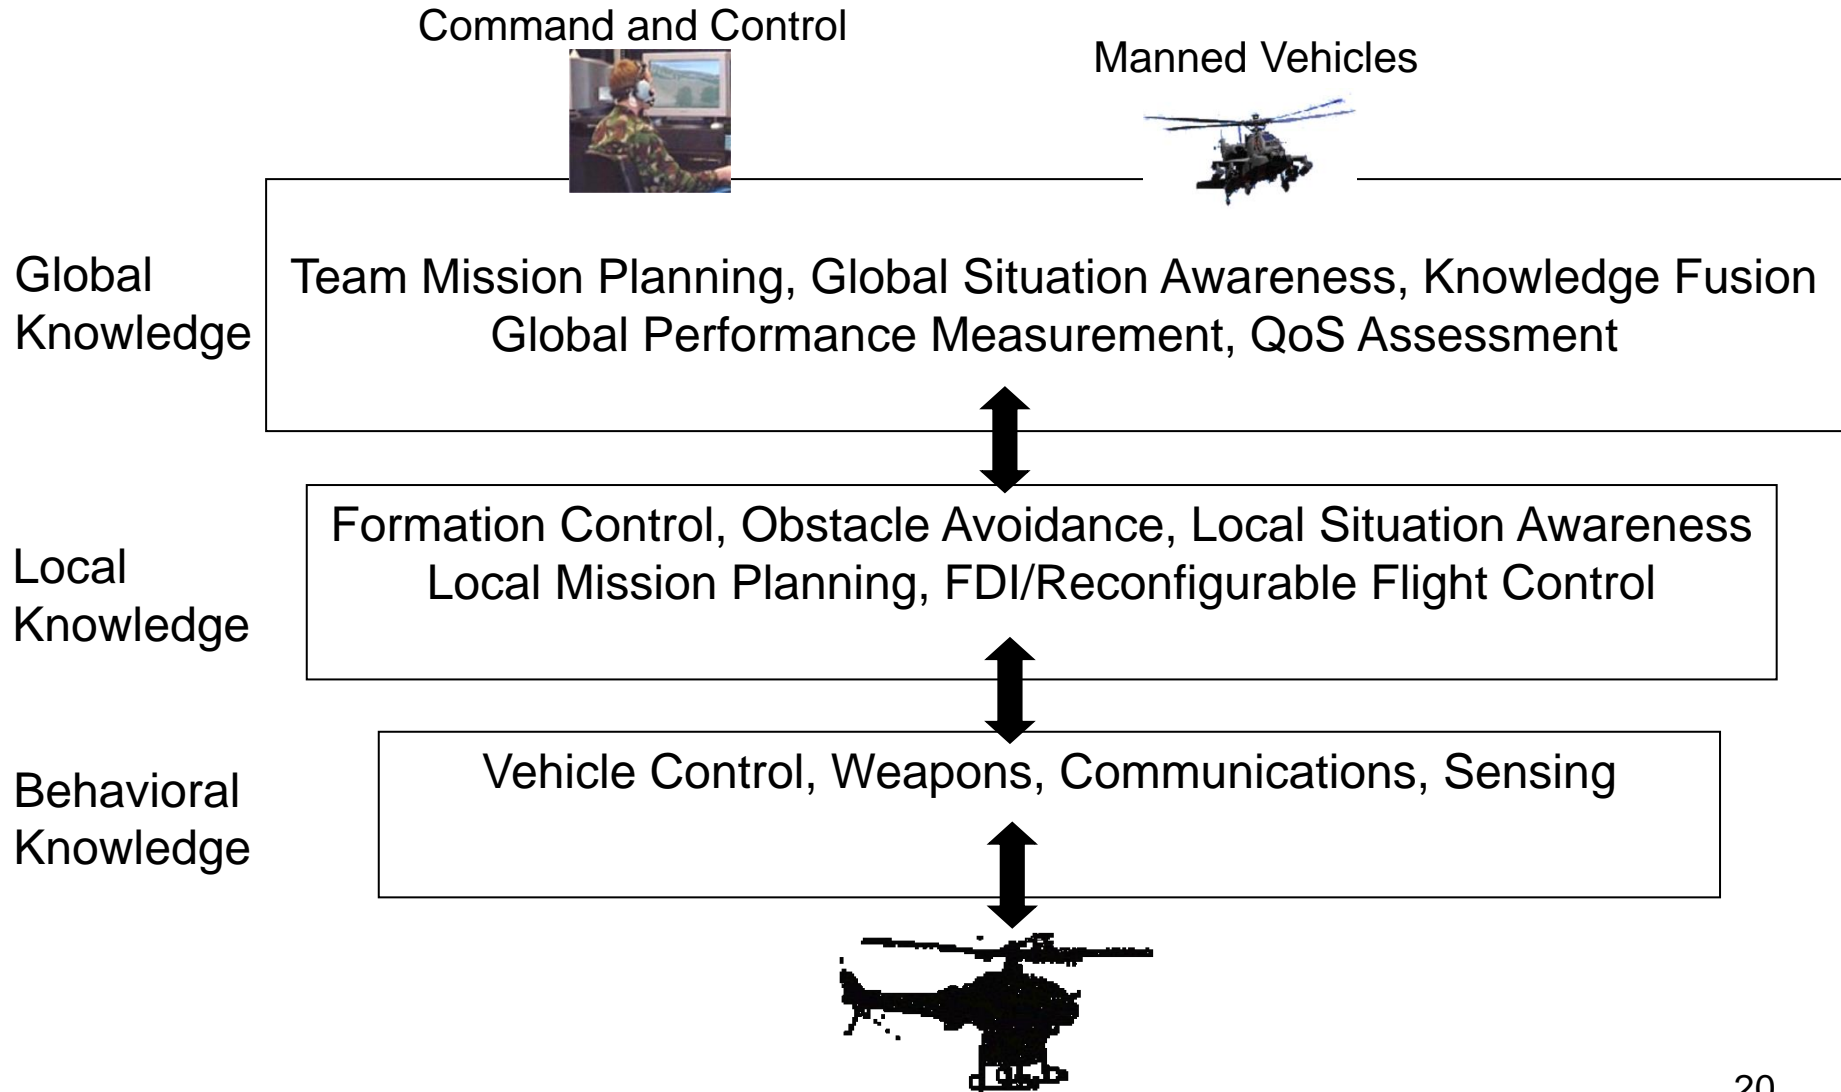 Command and Control
Manned Vehicles
Global
Knowledge
Team Mission Planning, Global Situation Awareness, Knowledge Fusion
Global Performance Measurement, QoS Assessment
Local
Knowledge
Formation Control, Obstacle Avoidance, Local Situation Awareness
Local Mission Planning, FDI/Reconfigurable Flight Control
Behavioral
Knowledge
Vehicle Control, Weapons, Communications, Sensing
20